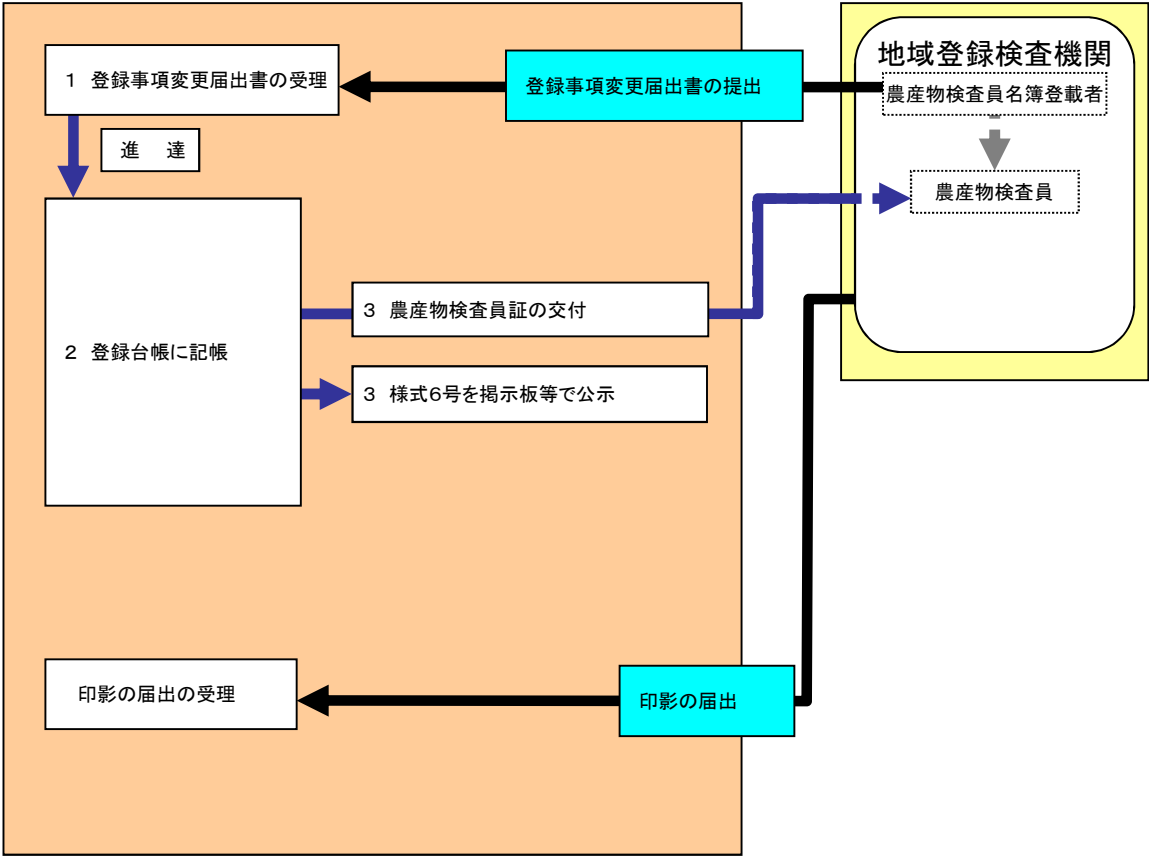 地域登録検査機関
農産物検査員名簿登載者
農産物検査員
登録事項変更届出書の提出
1 登録事項変更届出書の受理
進 達
2 登録台帳に記帳
3 農産物検査員証の交付
3 様式6号を掲示板等で公示
印影の届出
印影の届出の受理